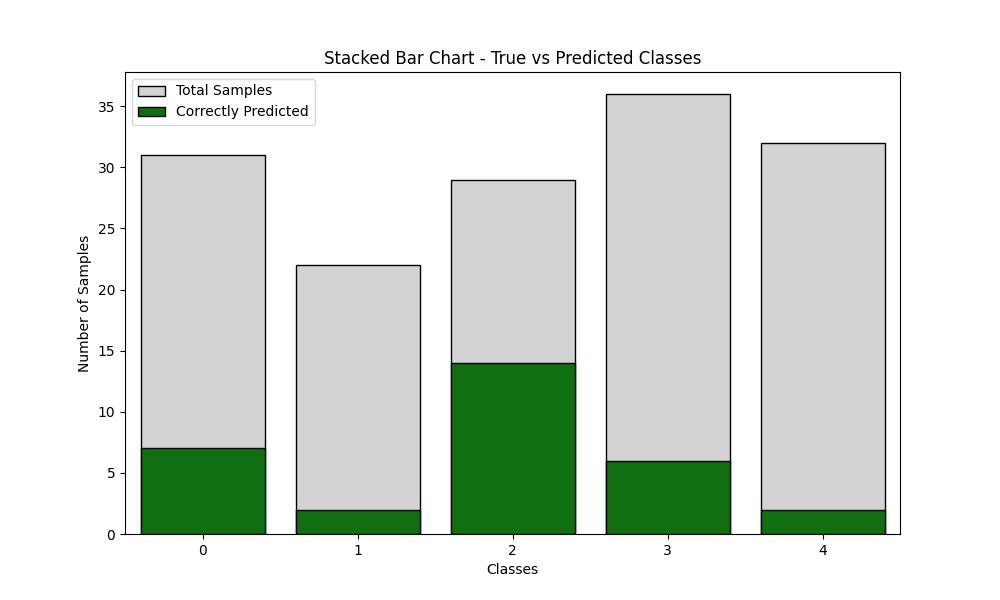 Stacked Bar Chart - True vs Predicted Classes
Total Samples
Correctly Predicted
35
30
25
20
15
10
5
0
Number of Samples
0 1 2 3 4
Classes